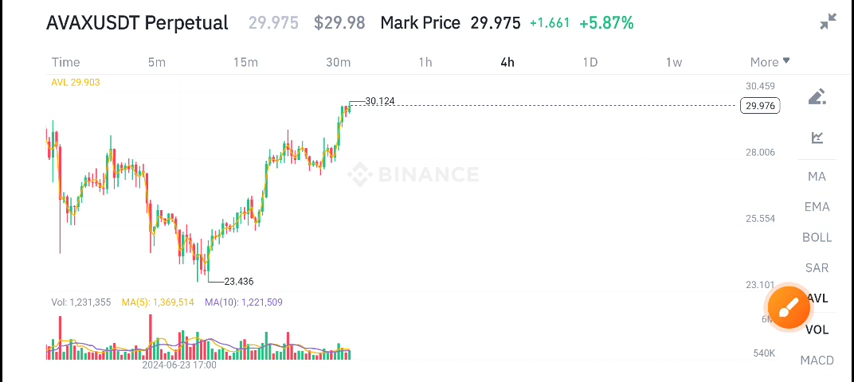 AVAXUSDT Perpetual 29.975 $29.98 Mark Price 29.975 +1.661 +5.87%
Time 5m 15m 30m 1h 4h 1D 1w More
AVL 29.903
30.459
30.124
29.976
28.006
BINANCE
MA
EMA
25.554
BOLL
SAR
23.436
23.101
Vol: 1,231,355 MA(5): 1,369,514 MA(10): 1,221,509
AVL
VOL
540K
MACD
2024-06-23 17:00